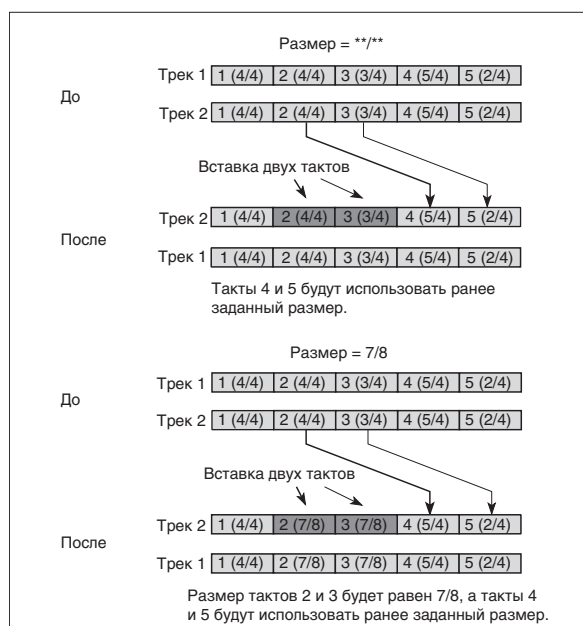 Размер = **/**
Трек 1 1 (4/4) 2 (4/4) 3 (3/4) 4 (5/4) 5 (2/4)
До
Трек 2 1 (4/4) 2 (4/4) 3 (3/4) 4 (5/4) 5 (2/4)
Вставка двух тактов
Трек 2 1 (4/4) 2 (4/4) 3 (3/4) 4 (5/4) 5 (2/4)
После
Трек 1 1 (4/4) 2 (4/4) 3 (3/4) 4 (5/4) 5 (2/4)
Такты 4 и 5 будут использовать ранее
заданный размер.
Размер = 7/8
Трек 1 1 (4/4) 2 (4/4) 3 (3/4) 4 (5/4) 5 (2/4)
До
Трек 2 1 (4/4) 2 (4/4) 3 (3/4) 4 (5/4) 5 (2/4)
Вставка двух тактов
Трек 2 1 (4/4) 2 (7/8) 3 (7/8) 4 (5/4) 5 (2/4)
После
Трек 1 1 (4/4) 2 (7/8) 3 (7/8) 4 (5/4) 5 (2/4)
Размер тактов 2 и 3 будет равен 7/8, а такты 4
и 5 будут использовать ранее заданный размер.